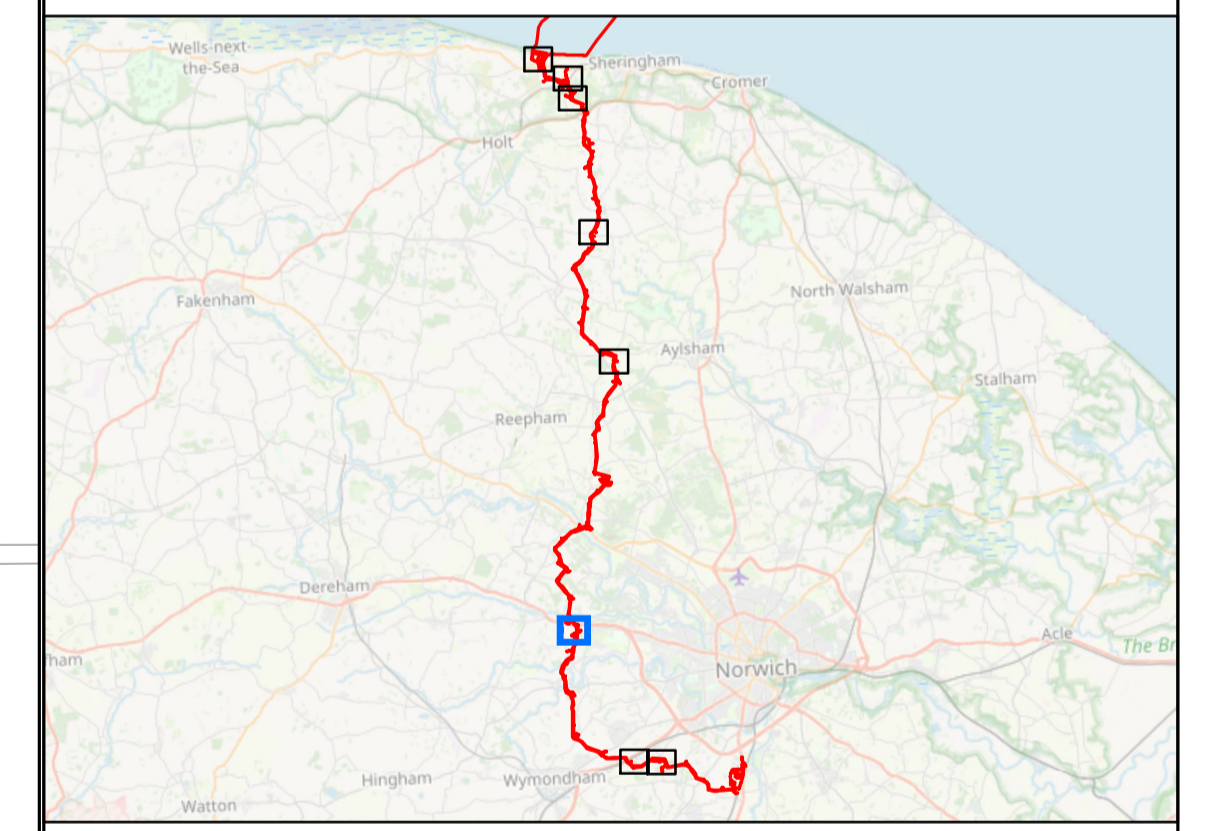 Wells-next-
the-Sea
Sheringham
Cromer
Holt
Fakenham
North Walsham
Aylsham
Stalham
Reepham
Dereham
Acle
The Br
fham
Norwich
Hingham
Wymondham
Watton